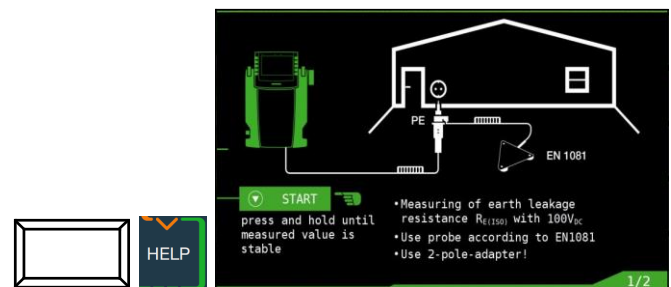 PE
EN 1081
START
press and hold until
measured value is
stable
•Measuring of earth leakage
resistance RE(ISO) with 100VDC
•Use probe according to EN1081
•Use 2-pole-adapter!
HELP
1/2